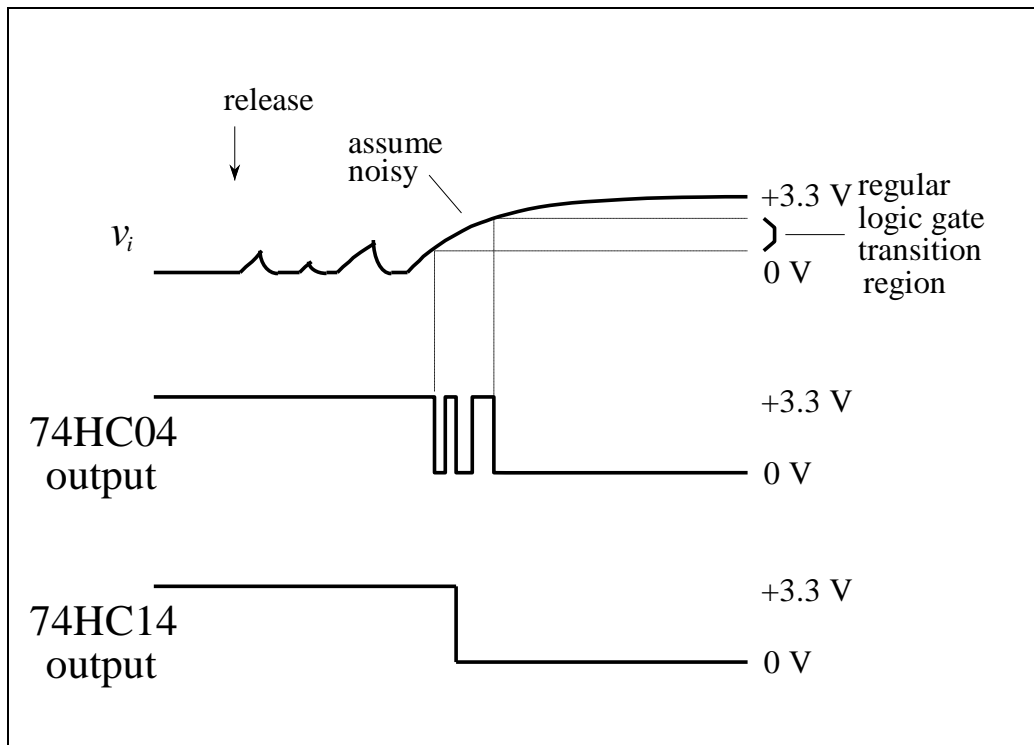 release
assume
noisy
+3.3 V
regular
logic gate
transition
region
vi
0 V
74HC04
output
+3.3 V
0 V
74HC14
output
+3.3 V
0 V